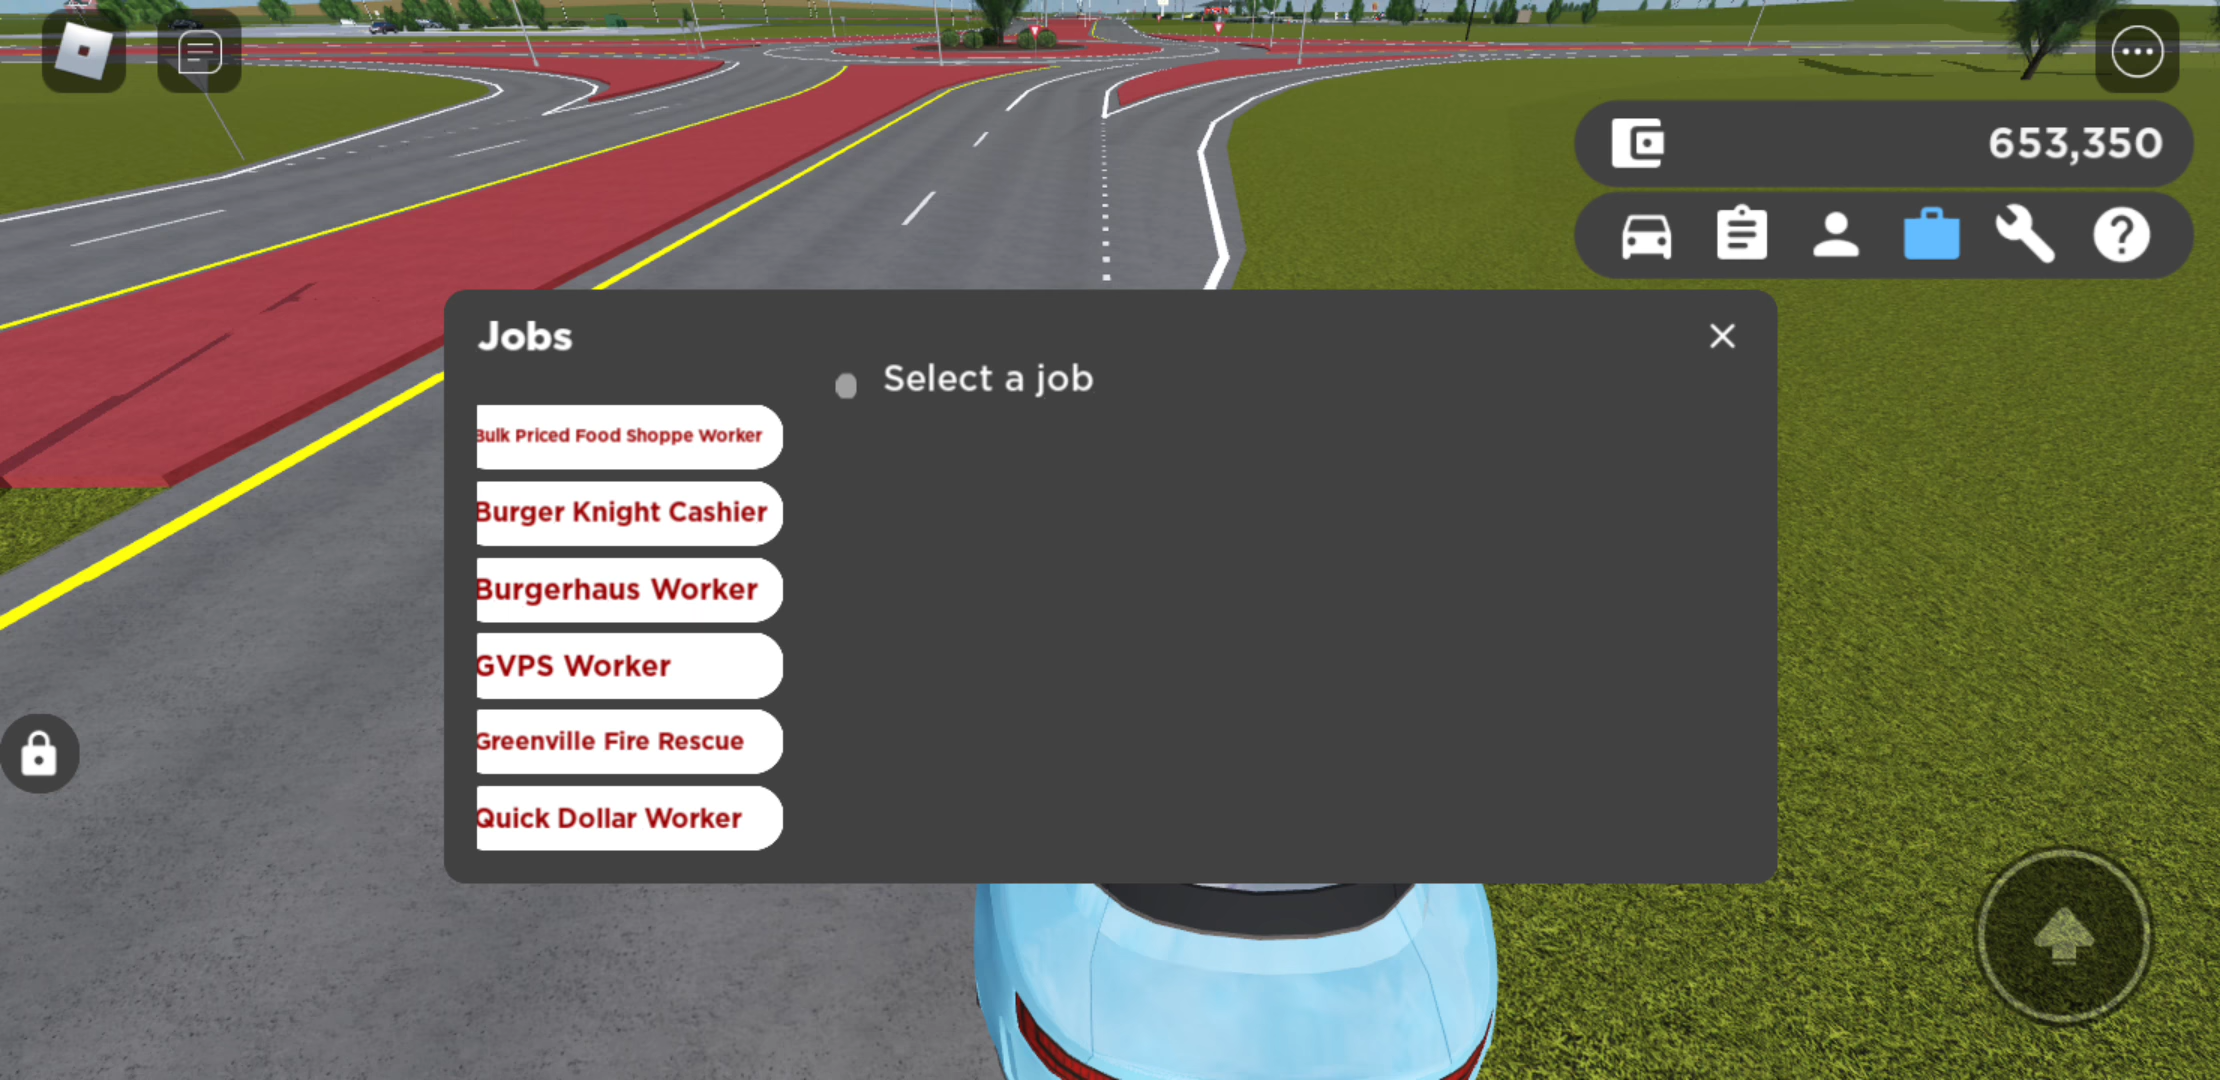 653,350
Jobs
Select a job
Bulk Priced Food Shoppe Worker
Burger Knight Cashier
Burgerhaus Worker
GVPS Worker
Greenville Fire Rescue
Quick Dollar Worker